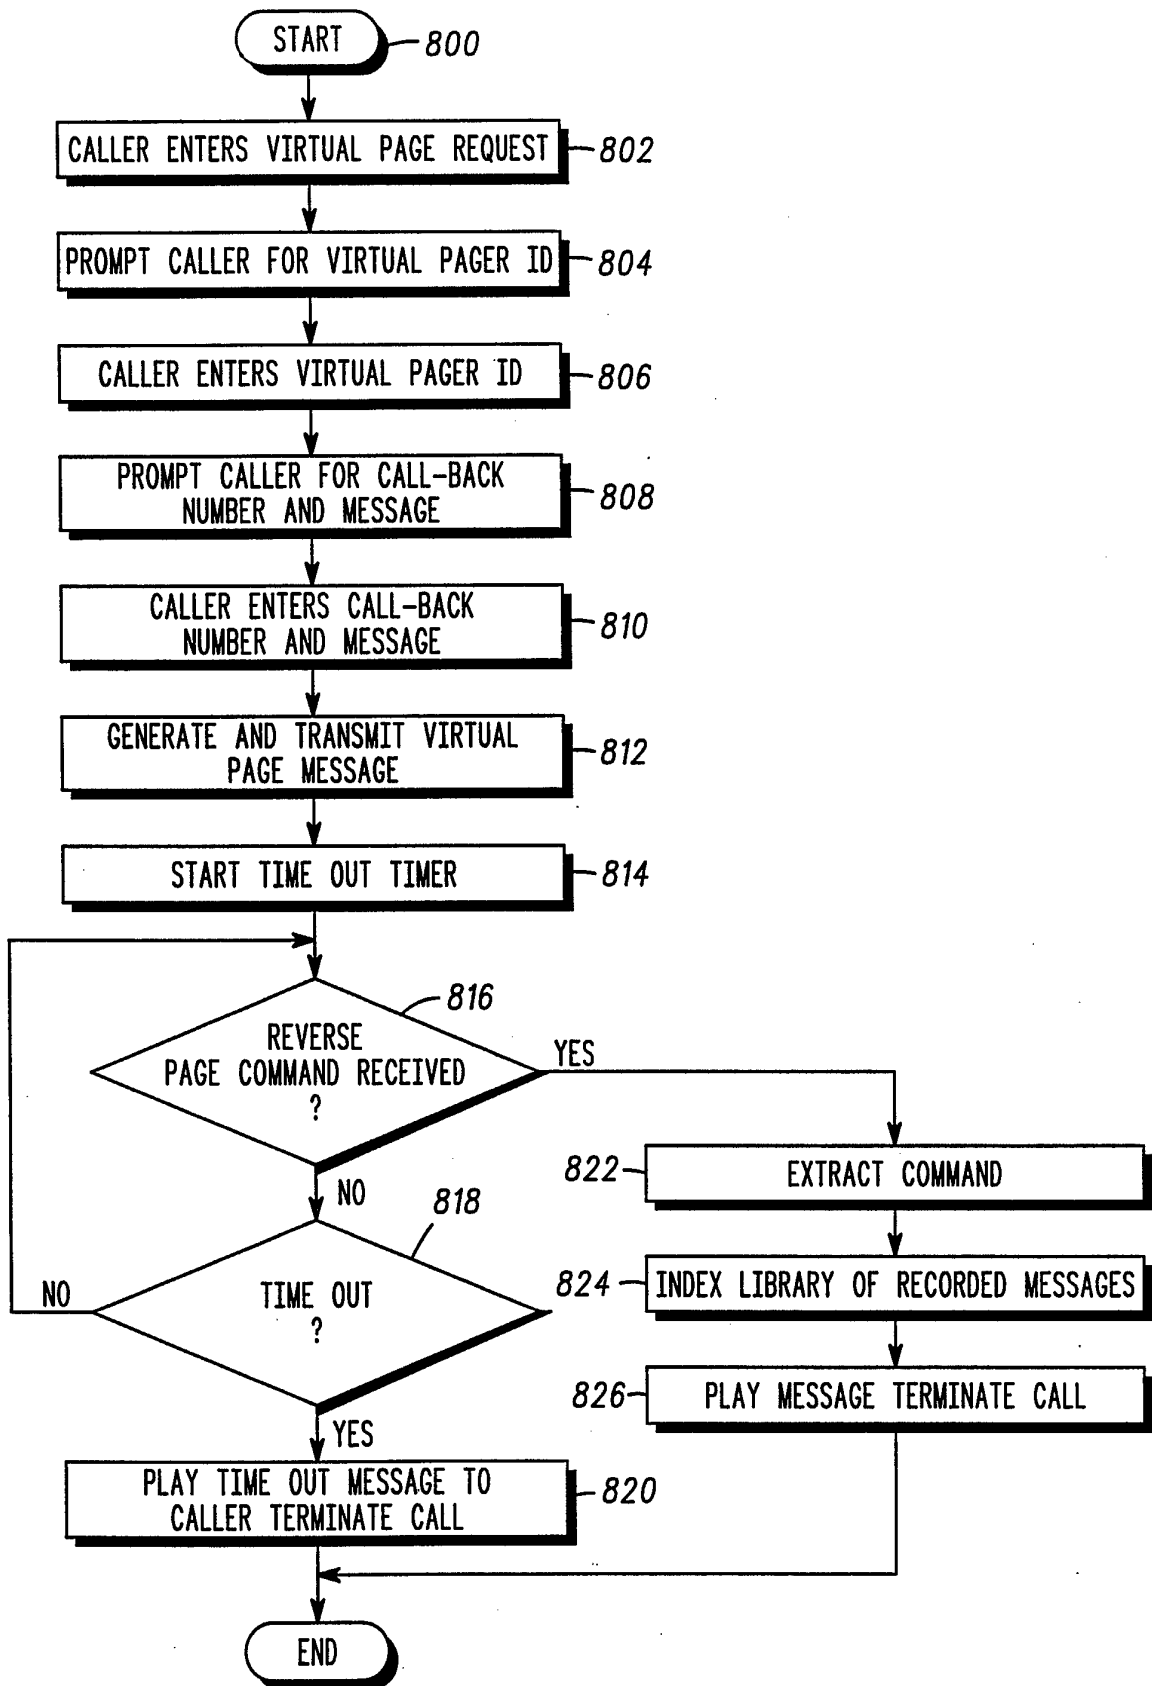 START
800
CALLER ENTERS VIRTUAL PAGE REQUEST
802
PROMPT CALLER FOR VIRTUAL PAGER ID
804
CALLER ENTERS VIRTUAL PAGER ID
806
PROMPT CALLER FOR CALL-BACK
NUMBER AND MESSAGE
808
CALLER ENTERS CALL-BACK
NUMBER AND MESSAGE
810
GENERATE AND TRANSMIT VIRTUAL
PAGE MESSAGE
812
START TIME OUT TIMER
814
816
REVERSE
PAGE COMMAND RECEIVED
?
YES
NO
822
EXTRACT COMMAND
818
TIME OUT
?
NO
YES
824
INDEX LIBRARY OF RECORDED MESSAGES
826
PLAY MESSAGE TERMINATE CALL
PLAY TIME OUT MESSAGE TO
CALLER TERMINATE CALL
820
END